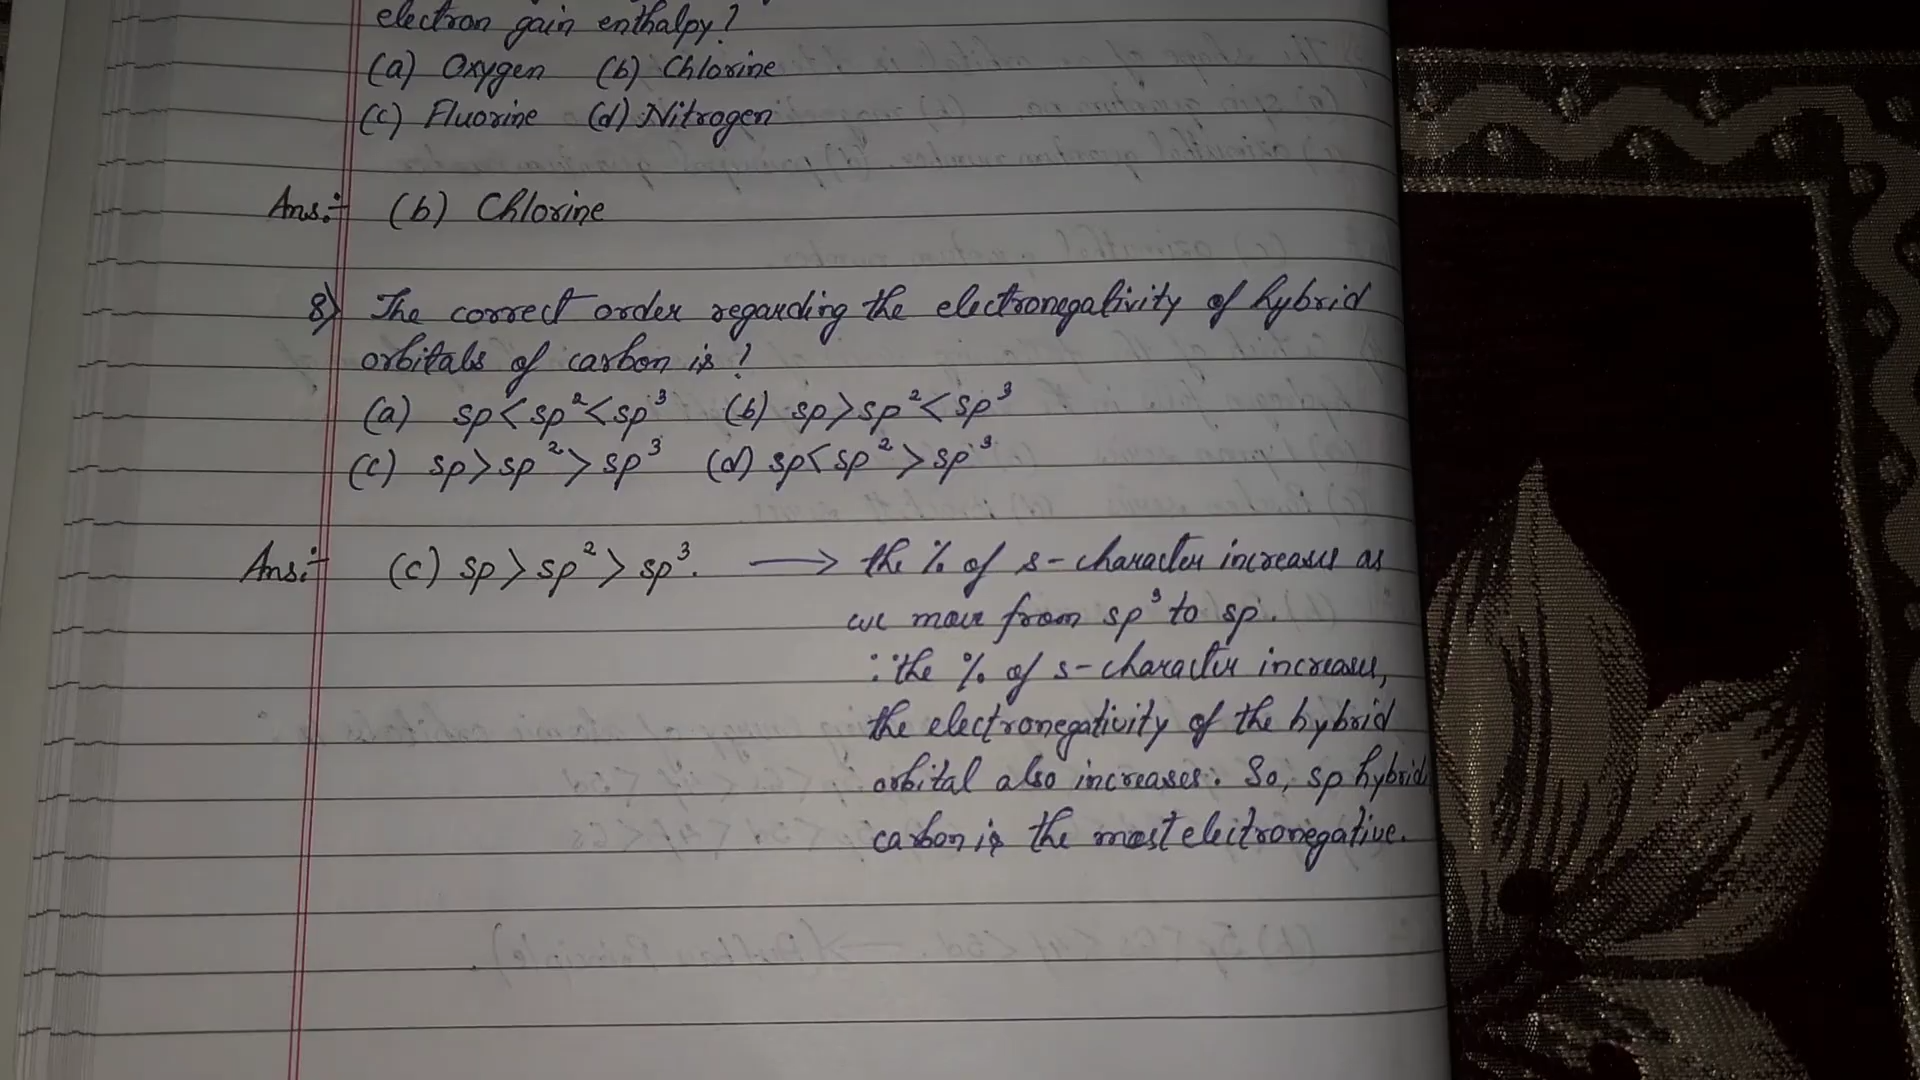 electron gain enthalpy?
(a) Oxygen (b) Chlorine
(c) Fluorine (d) Nitrogen
Ans:- (b) Chlorine
8) The correct order regarding the electronegativity of hybrid
orbitals of carbon is?
(a) sp<sp²<sp³ (b) sp>sp²<sp³
(c) sp>sp²>sp³ (d) sp<sp²>sp³
Ans:- (c) sp>sp²>sp³. → the % of s-character increases as
we move from sp³ to sp.
∴ the % of s-character increases,
the electronegativity of the hybrid
orbital also increases. So, sp hybrid
carbon is the most electronegative.